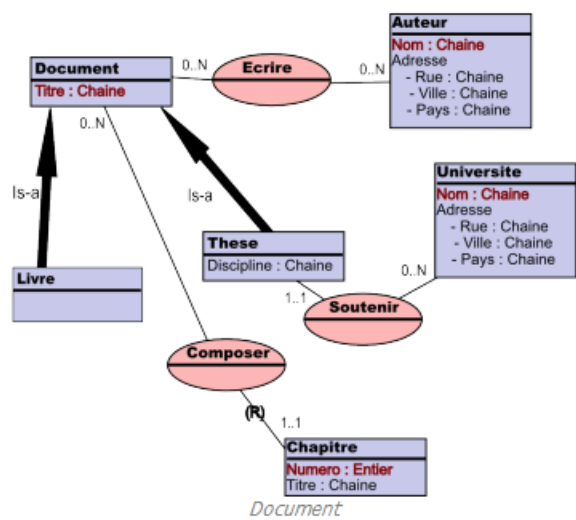 Auteur
Nom : Chaine
Adresse
- Rue : Chaine
- Ville : Chaine
- Pays : Chaine
0..N
Ecrire
0..N
Document
Titre : Chaine
0..N
Is-a
Is-a
Universite
Nom : Chaine
Adresse
- Rue : Chaine
- Ville : Chaine
- Pays : Chaine
These
Discipline : Chaine
0..N
Livre
1..1
Soutenir
Composer
(R)
1..1
Chapitre
Numero : Entier
Titre : Chaine
Document